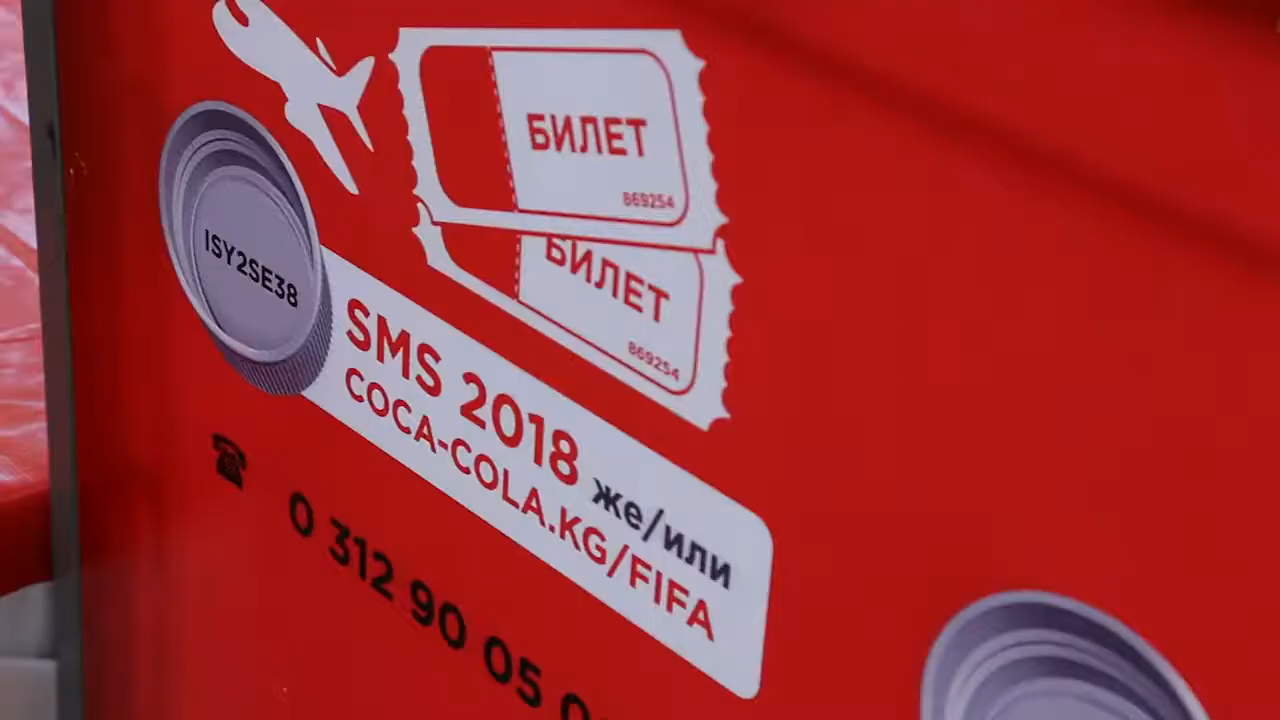 БИЛЕТ
869254
БИЛЕТ
869254
ISY2SE38
SMS 2018 же/или
COCA-COLA.KG/FIFA
0 312 90 05